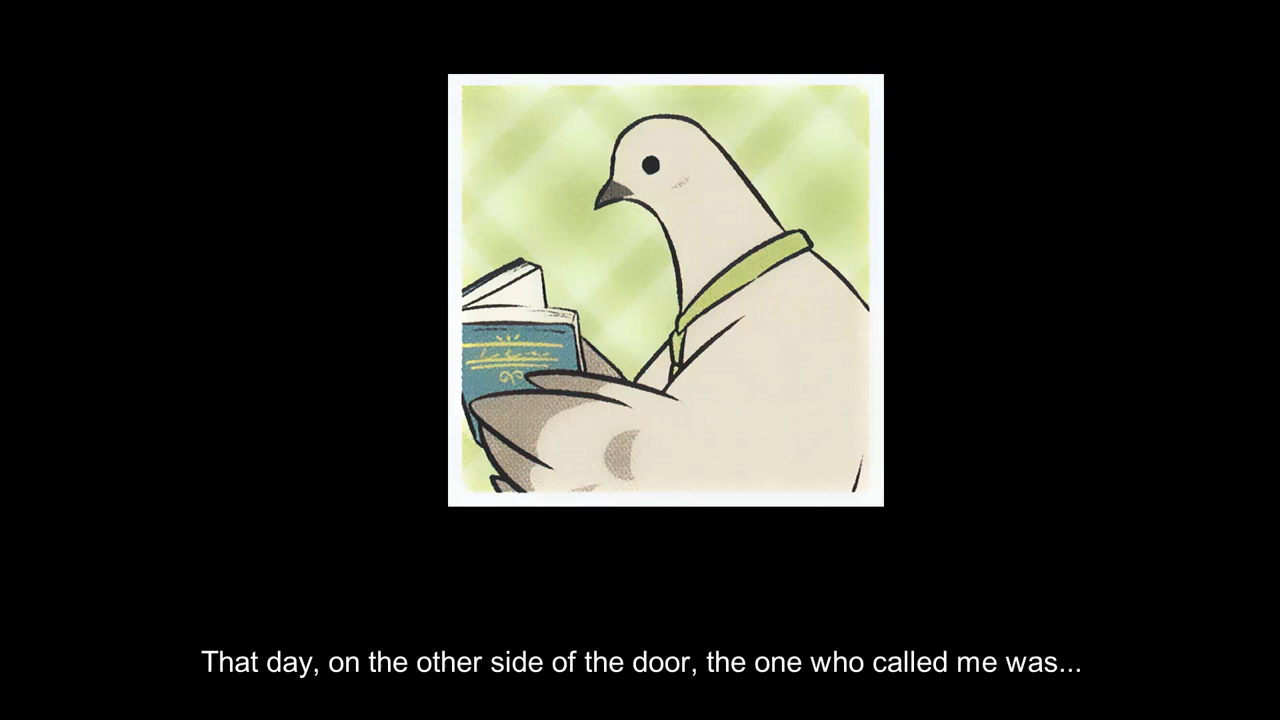 That day, on the other side of the door, the one who called me was...